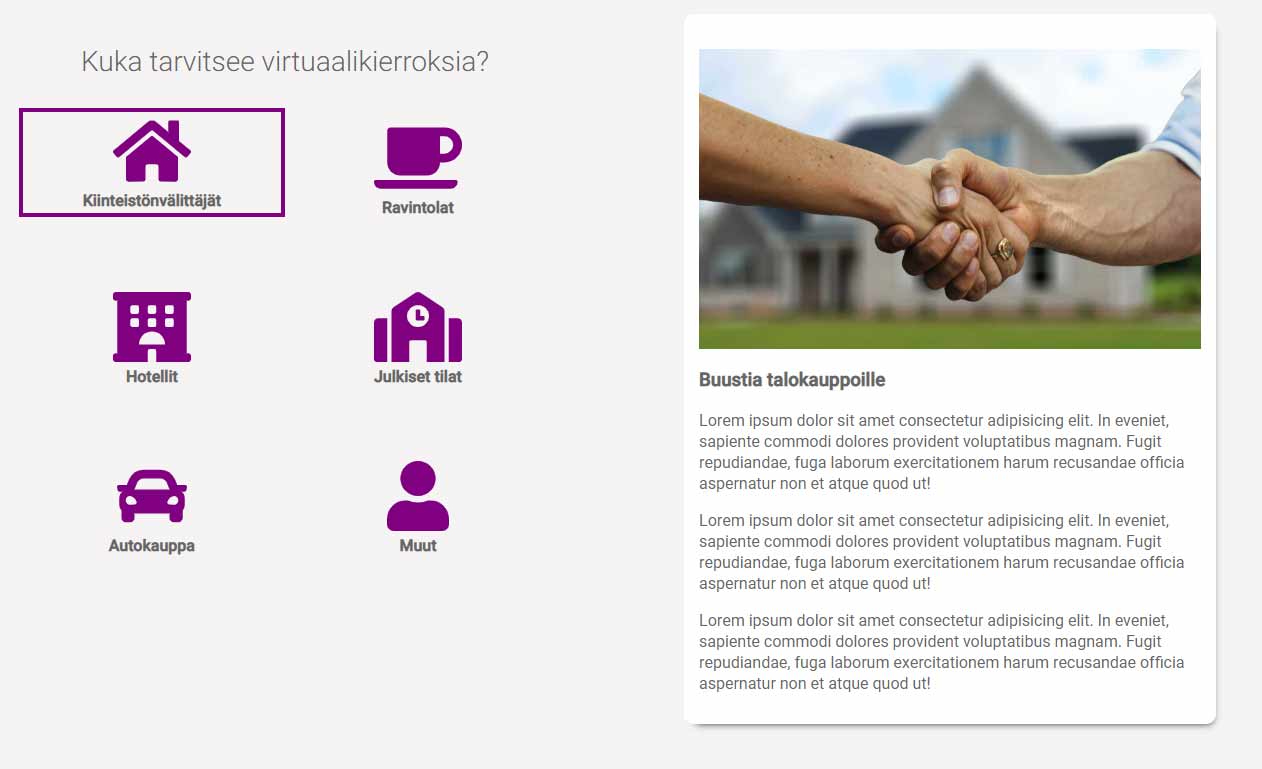 Kuka tarvitsee virtuaalikierroksia?
Kiinteistönvälittäjät
Ravintolat
Hotellit
Julkiset tilat
Autokauppa
Muut
Buustia talokauppoille
Lorem ipsum dolor sit amet consectetur adipisicing elit. In eveniet,
sapiente commodi dolores provident voluptatibus magnam. Fugit
repudiandae, fuga laborum exercitationem harum recusandae officia
aspernatur non et atque quod ut!
Lorem ipsum dolor sit amet consectetur adipisicing elit. In eveniet,
sapiente commodi dolores provident voluptatibus magnam. Fugit
repudiandae, fuga laborum exercitationem harum recusandae officia
aspernatur non et atque quod ut!
Lorem ipsum dolor sit amet consectetur adipisicing elit. In eveniet,
sapiente commodi dolores provident voluptatibus magnam. Fugit
repudiandae, fuga laborum exercitationem harum recusandae officia
aspernatur non et atque quod ut!